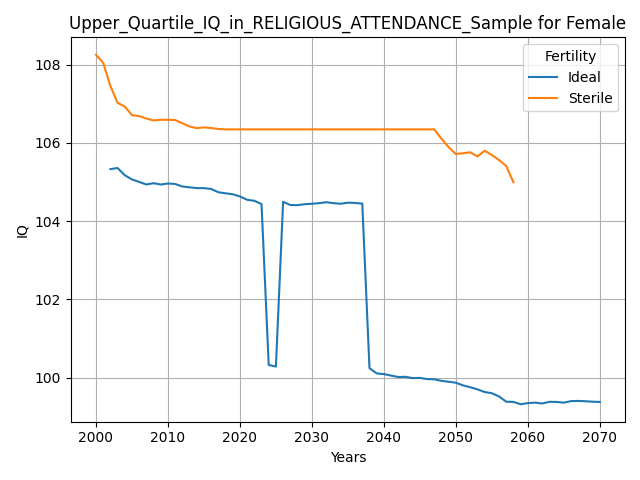 Upper_Quartile_IQ_in_RELIGIOUS_ATTENDANCE_Sample for Female
Fertility
Ideal
Sterile
108
106
104
102
100
IQ
2000
2010
2020
2030
2040
2050
2060
2070
Years